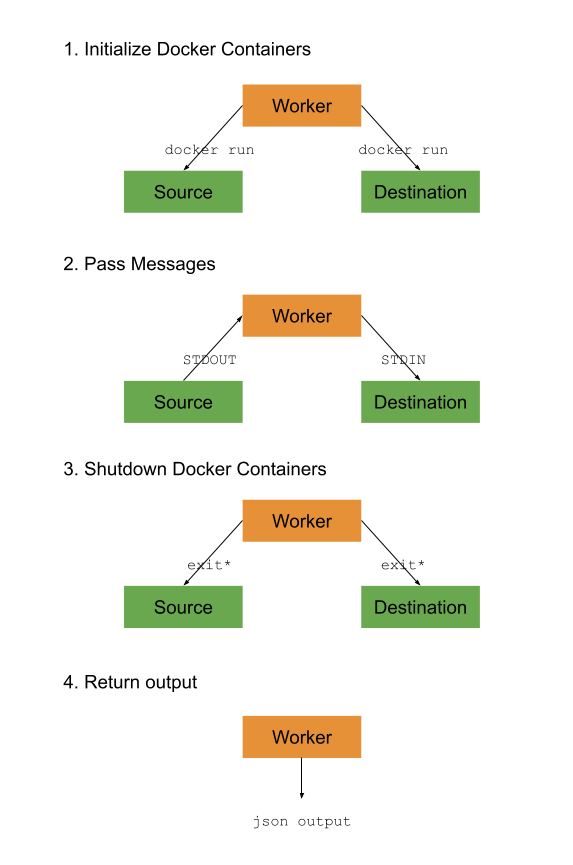 1. Initialize Docker Containers
Worker
docker run docker run
Source Destination
2. Pass Messages
Worker
STDOUT STDIN
Source Destination
3. Shutdown Docker Containers
Worker
exit* exit*
Source Destination
4. Return output
Worker
json output